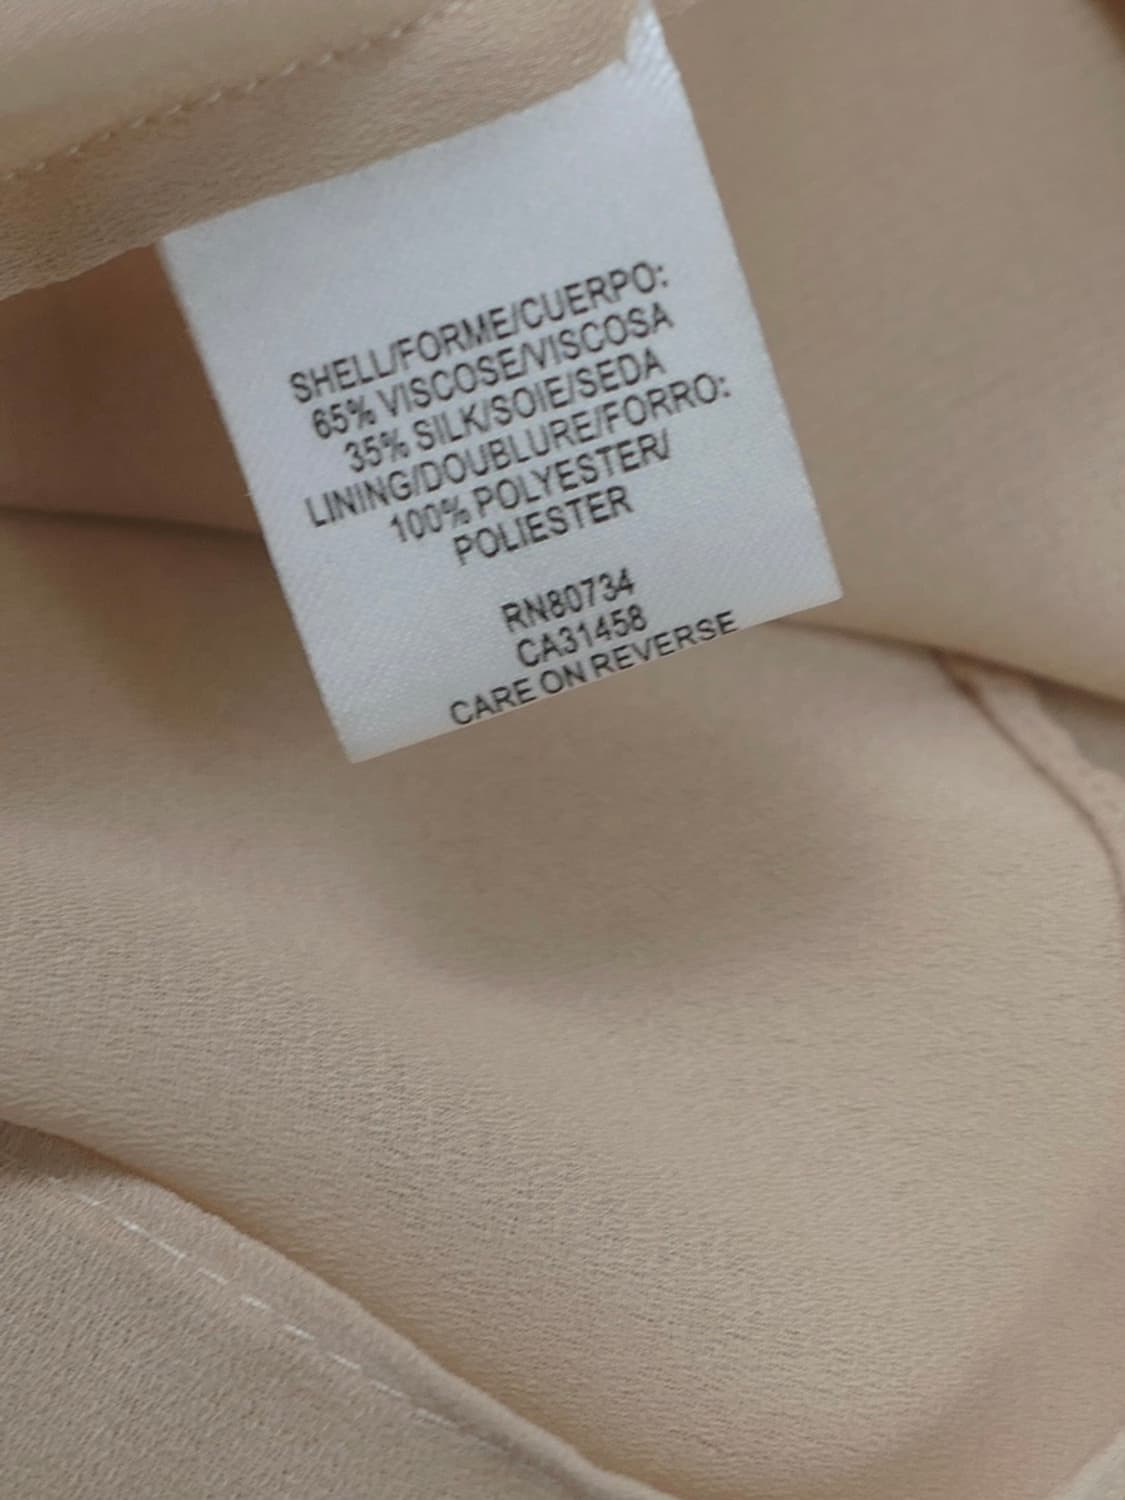 SHELL/FORME/CUERPO:
65% VISCOSE/VISCOSA
35% SILK/SOIE/SEDA
LINING/DOUBLURE/FORRO:
100% POLYESTER/
POLIESTER
RN80734
CA31458
CARE ON REVERSE